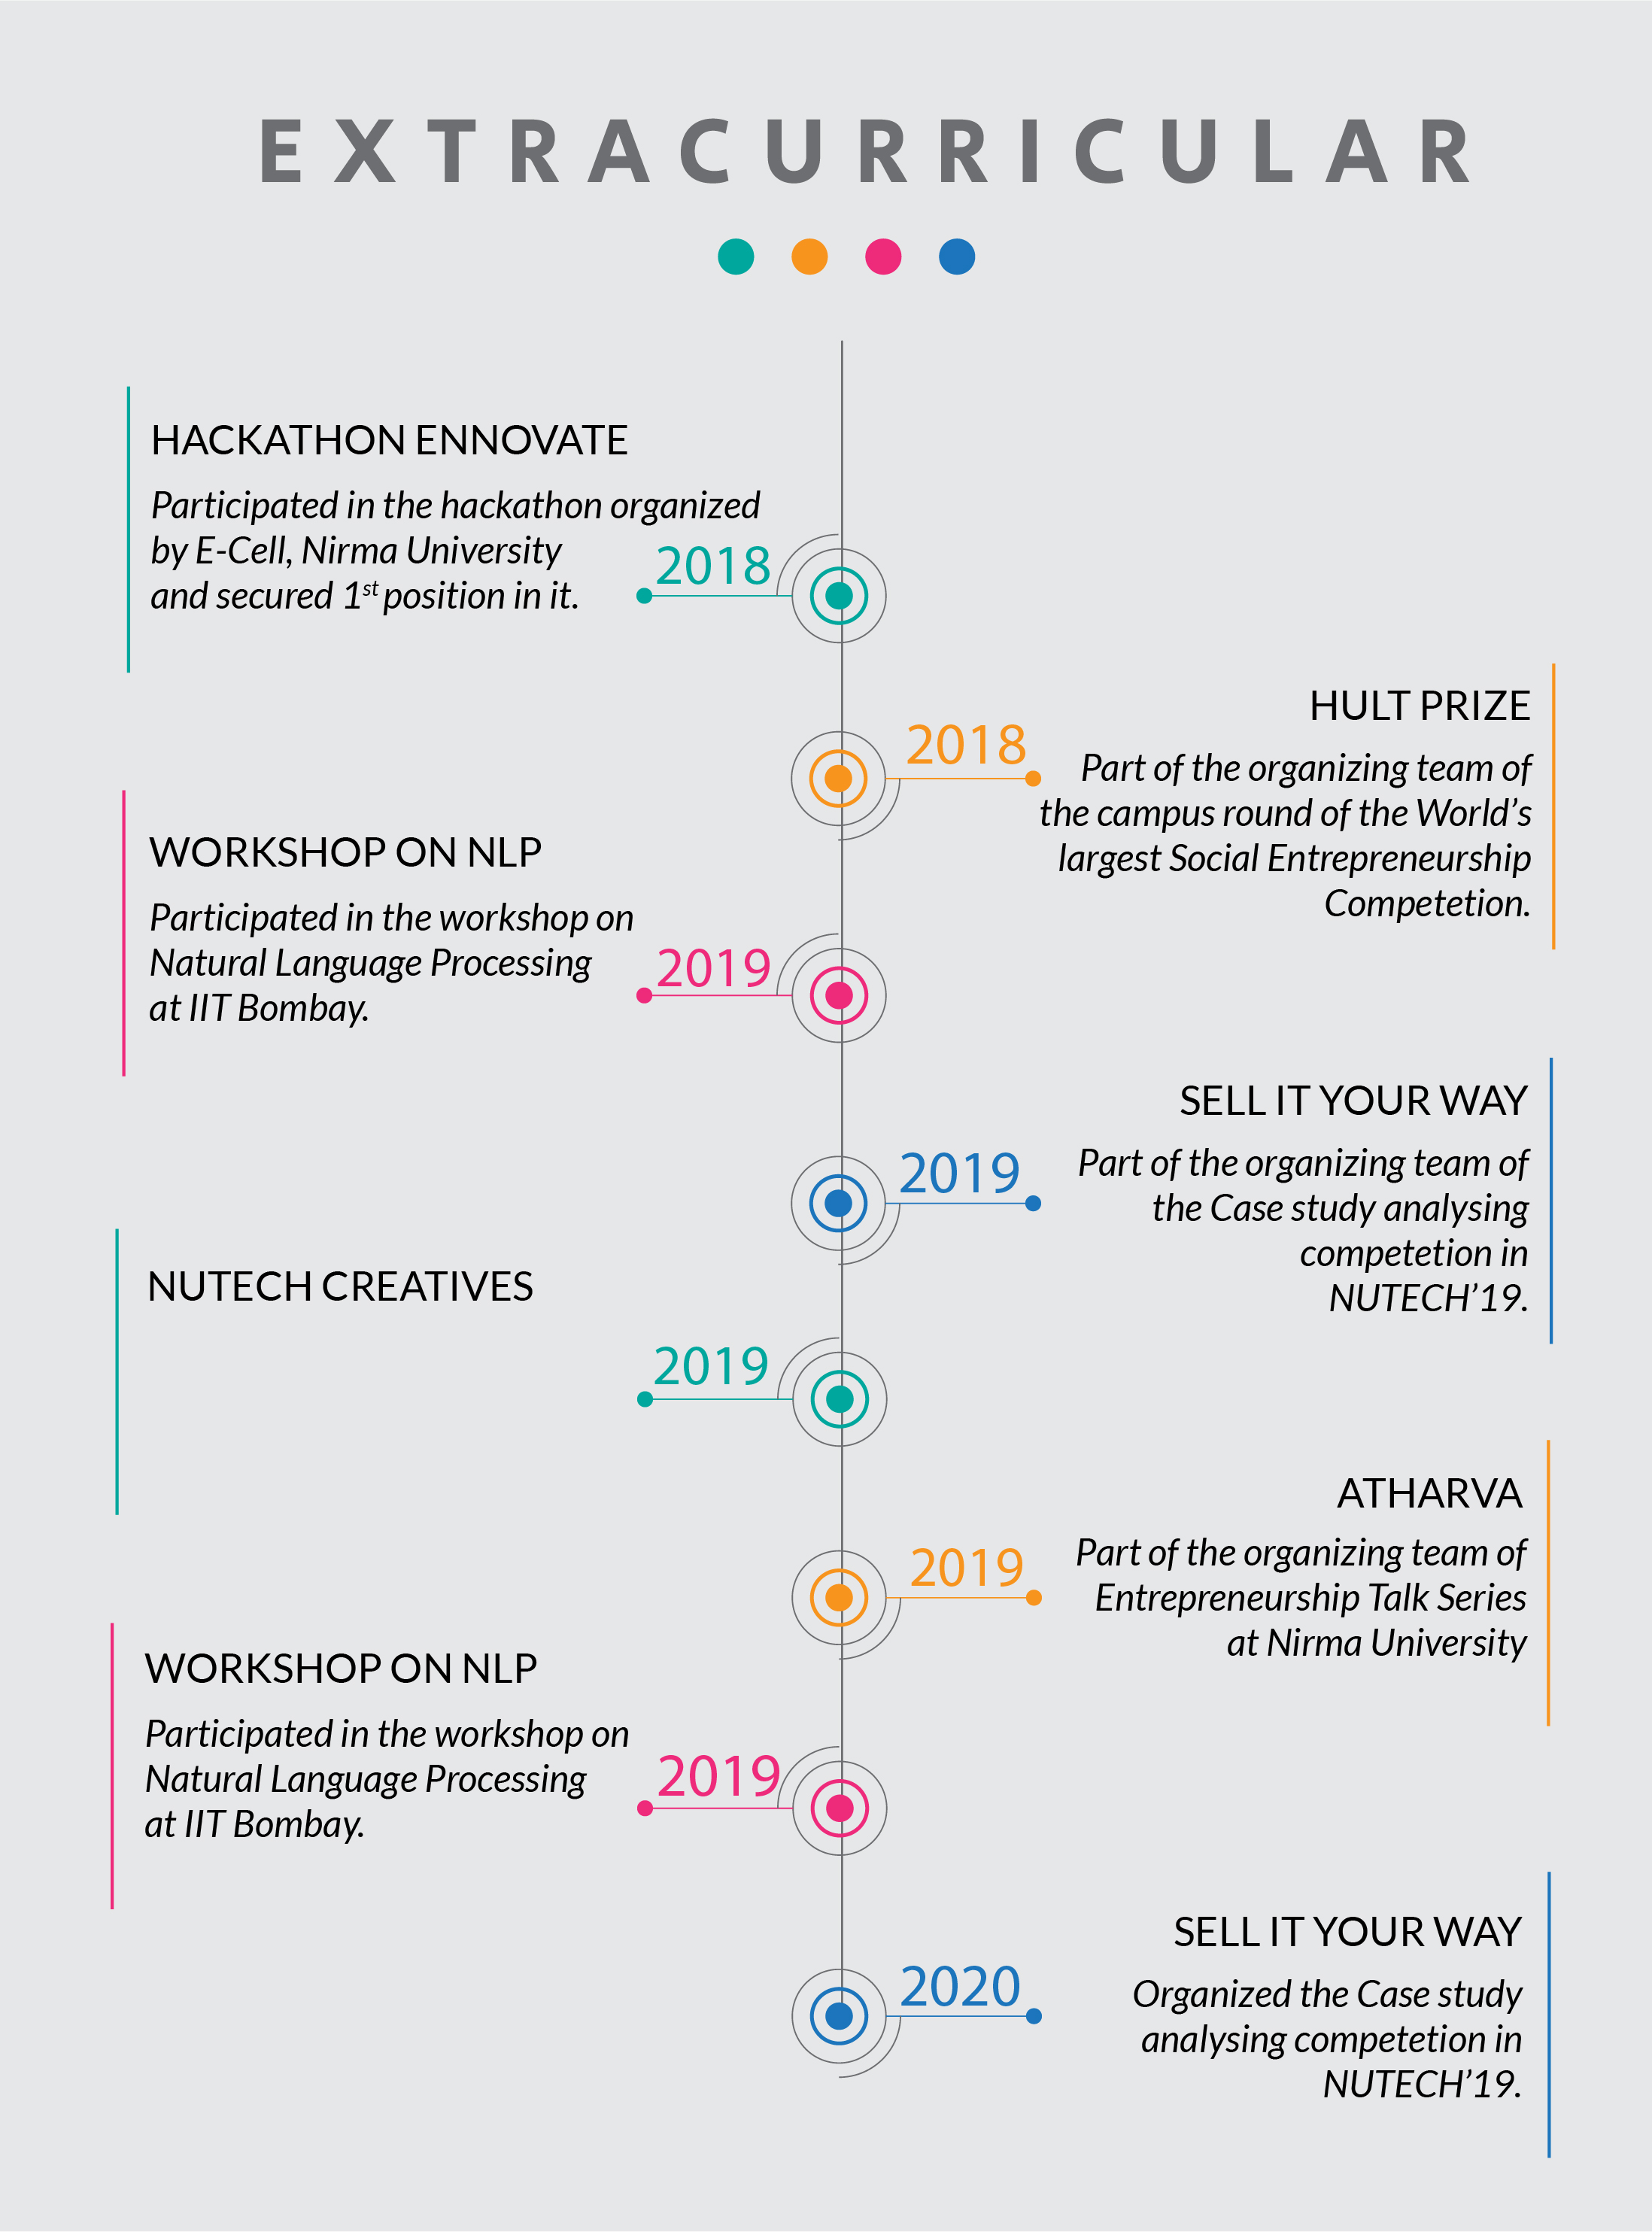 EXTRACURRICULAR
HACKATHON ENNOVATE
Participated in the hackathon organized
by E-Cell, Nirma University
and secured 1st position in it.
2018
HULT PRIZE
2018
Part of the organizing team of
the campus round of the World’s
largest Social Entrepreneurship
Competetion.
WORKSHOP ON NLP
Participated in the workshop on
Natural Language Processing
at IIT Bombay.
2019
SELL IT YOUR WAY
2019
Part of the organizing team of
the Case study analysing
competetion in
NUTECH’19.
NUTECH CREATIVES
2019
ATHARVA
2019
Part of the organizing team of
Entrepreneurship Talk Series
at Nirma University
WORKSHOP ON NLP
Participated in the workshop on
Natural Language Processing
at IIT Bombay.
2019
SELL IT YOUR WAY
2020
Organized the Case study
analysing competetion in
NUTECH’19.